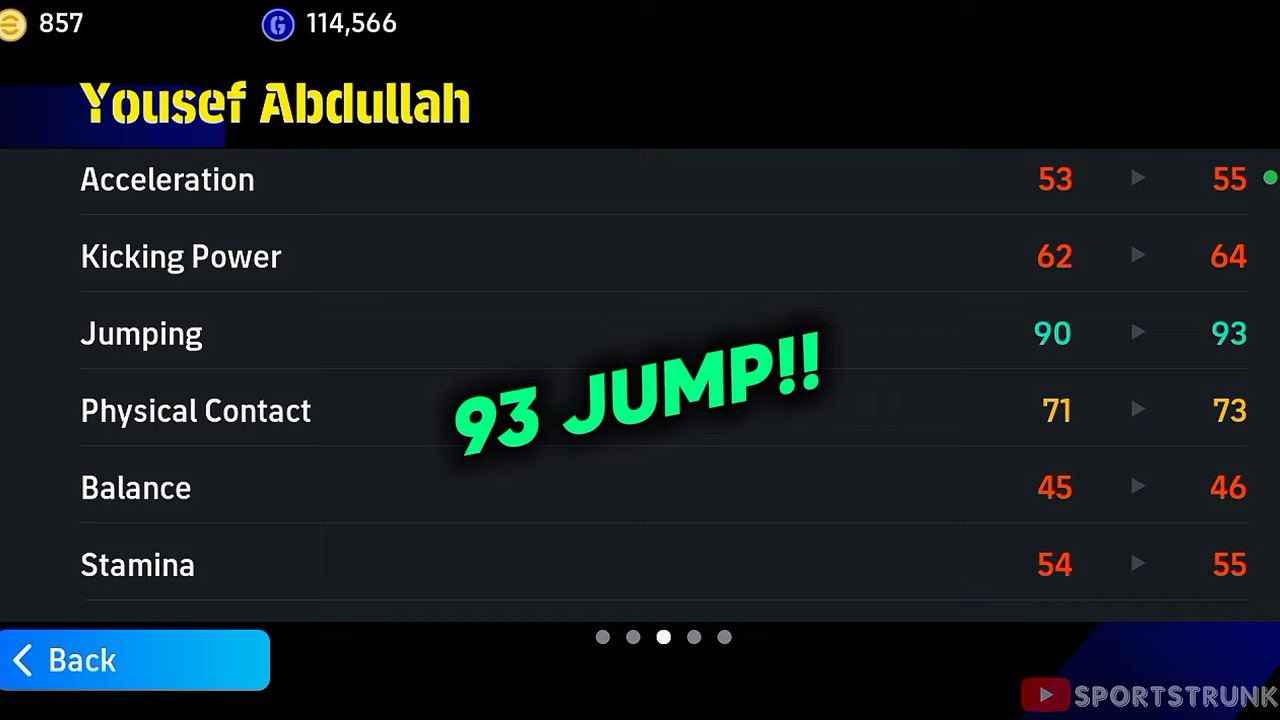 857 114,566
Yousef Abdullah
Acceleration 53 55
Kicking Power 62 64
Jumping 90 93
93 JUMP!!
Physical Contact 71 73
Balance 45 46
Stamina 54 55
Back
SPORTSTRUNK